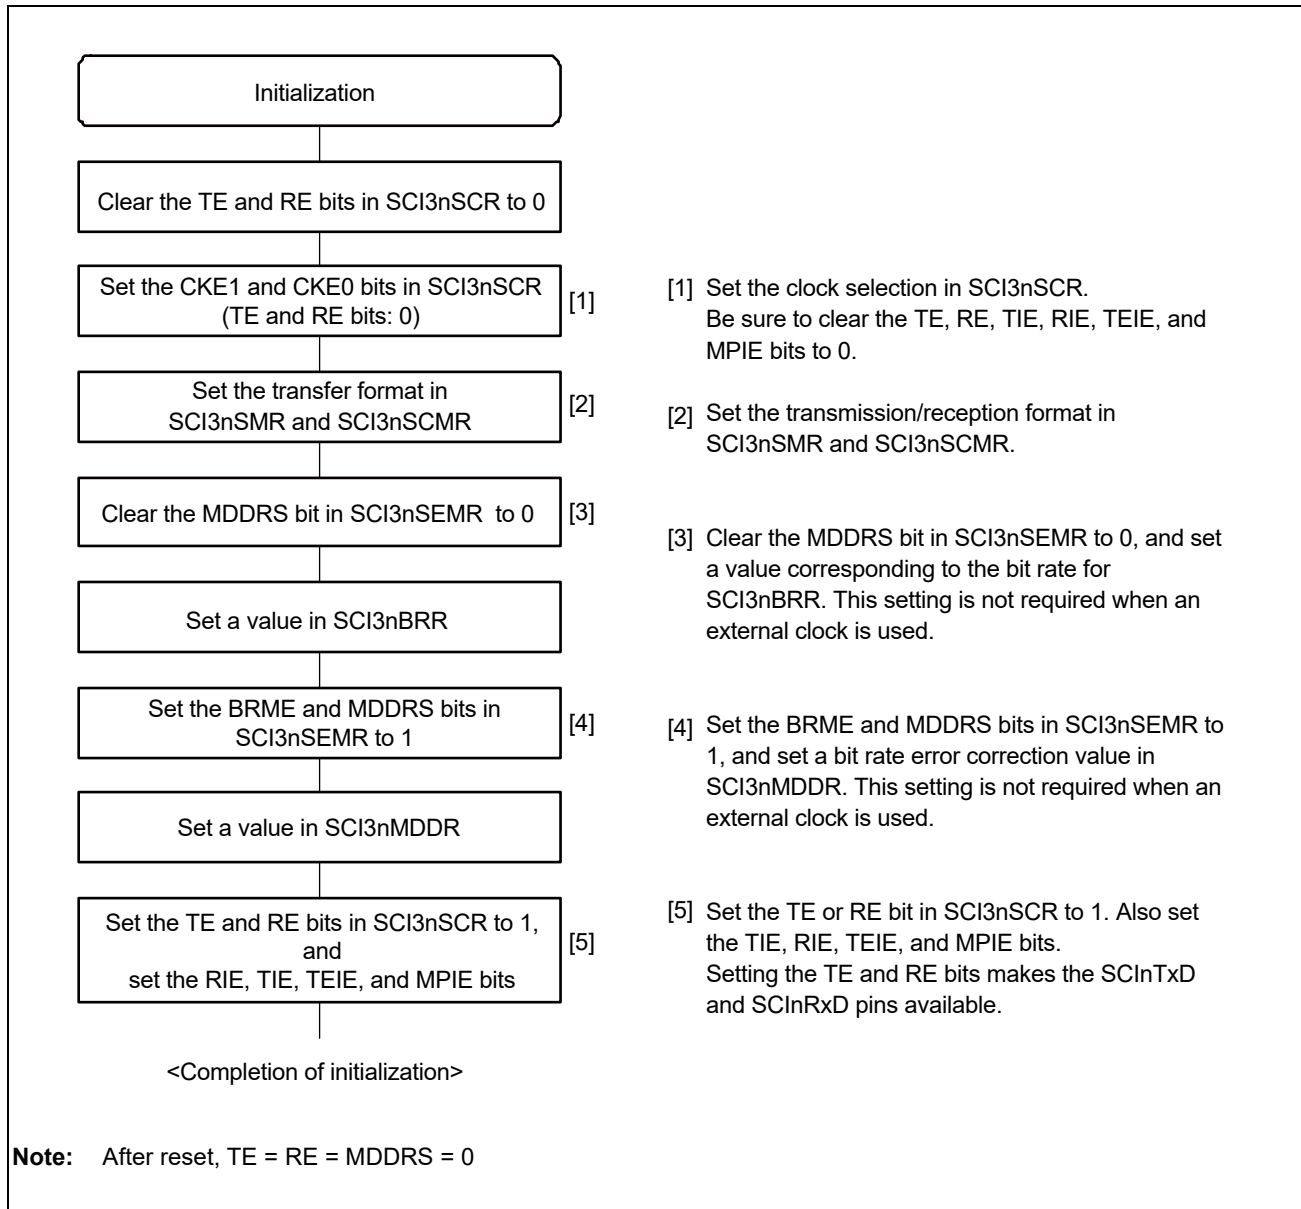 Initialization
Clear the TE and RE bits in SCI3nSCR to 0
Set the CKE1 and CKE0 bits in SCI3nSCR
(TE and RE bits: 0)
[1]
Set the transfer format in
SCI3nSMR and SCI3nSCMR
[2]
Clear the MDDRS bit in SCI3nSEMR to 0
[3]
Set a value in SCI3nBRR
Set the BRME and MDDRS bits in
SCI3nSEMR to 1
[4]
Set a value in SCI3nMDDR
Set the TE and RE bits in SCI3nSCR to 1,
and
set the RIE, TIE, TEIE, and MPIE bits
[5]
<Completion of initialization>
[1] Set the clock selection in SCI3nSCR.
Be sure to clear the TE, RE, TIE, RIE, TEIE, and
MPIE bits to 0.
[2] Set the transmission/reception format in
SCI3nSMR and SCI3nSCMR.
[3] Clear the MDDRS bit in SCI3nSEMR to 0, and set
a value corresponding to the bit rate for
SCI3nBRR. This setting is not required when an
external clock is used.
[4] Set the BRME and MDDRS bits in SCI3nSEMR to
1, and set a bit rate error correction value in
SCI3nMDDR. This setting is not required when an
external clock is used.
[5] Set the TE or RE bit in SCI3nSCR to 1. Also set
the TIE, RIE, TEIE, and MPIE bits.
Setting the TE and RE bits makes the SCInTxD
and SCInRxD pins available.
Note: After reset, TE = RE = MDDRS = 0